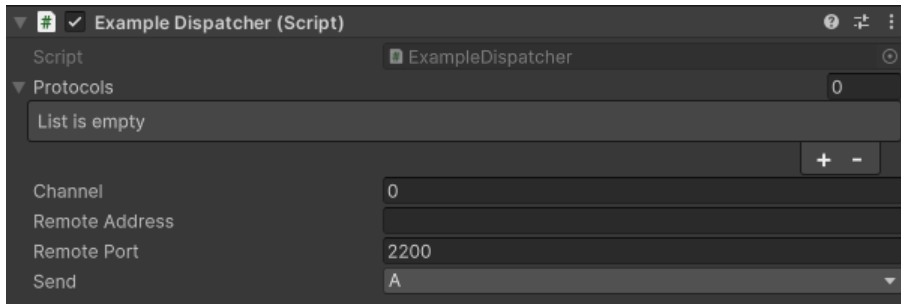 # Example Dispatcher (Script)
Script # ExampleDispatcher
Protocols 0
List is empty
+ -
Channel 0
Remote Address
Remote Port 2200
Send A